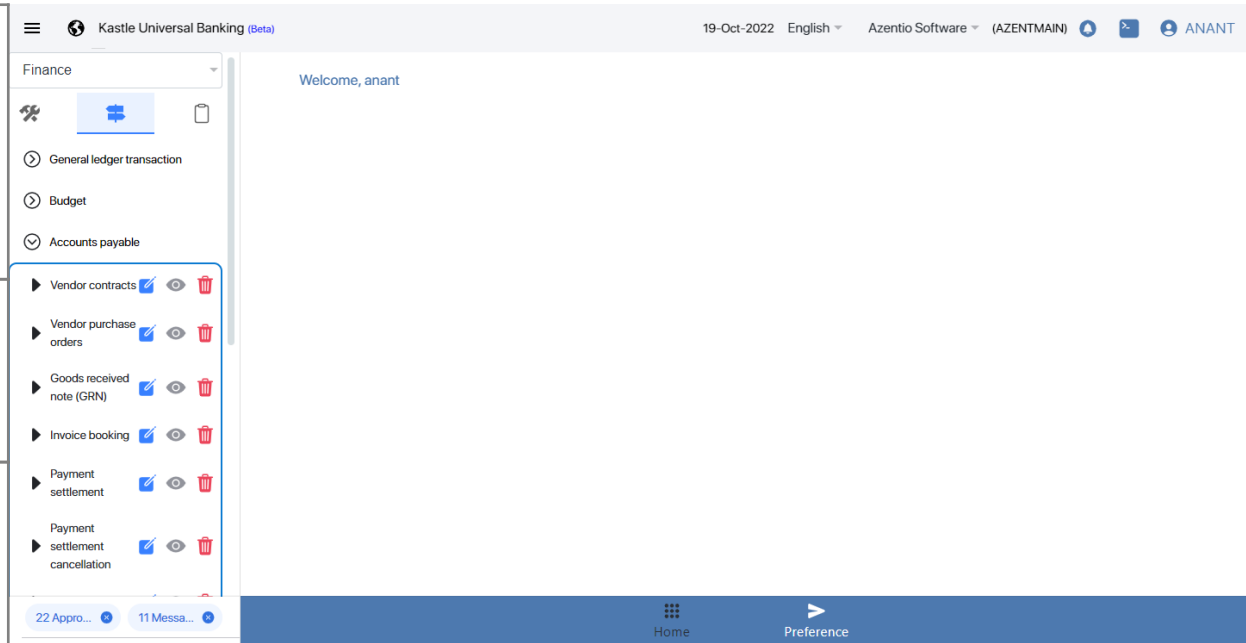 Kastle Universal Banking (Beta)
19-Oct-2022 English Azentio Software (AZENTMAIN) ANANT
Finance
Welcome, anant
General ledger transaction
Budget
Accounts payable
Vendor contracts
Vendor purchase
orders
Goods received
note (GRN)
Invoice booking
Payment
settlement
Payment
settlement
cancellation
22 Appro...
11 Messa...
Home
Preference